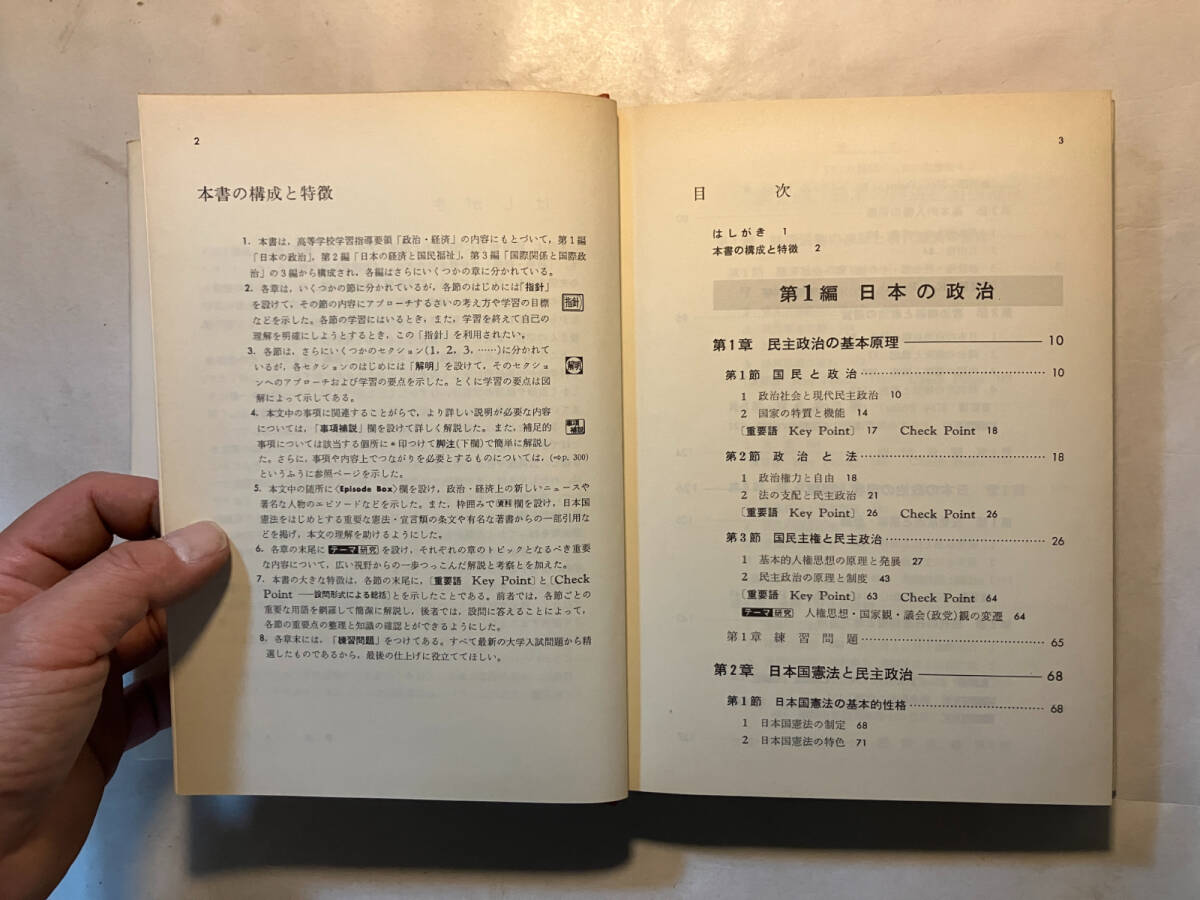 2
本書の構成と特徴
1. 本書は，高等学校学習指導要領「政治・経済」の内容にもとづいて，第1編
「日本の政治」，第2編「日本の経済と国民福祉」，第3編「国際関係と国際政
治」の3編から構成され，各編はさらにいくつかの章に分かれている。
2. 各章は，いくつかの節に分かれているが，各節のはじめには「指針」
を設けて，その節の内容にアプローチするさいの考え方や学習の目標
などを示した。各節の学習にはいるとき，また，学習を終えて自己の
理解を明確にしようとするとき，この「指針」を利用されたい。
指針
3. 各節は，さらにいくつかのセクション(1，2，3，……)に分かれて
いるが，各セクションのはじめには「解明」を設けて，そのセクショ
ンへのアプローチおよび学習の要点を示した。とくに学習の要点は図
解によって示してある。
解明
4. 本文中の事項に関連することがらで，より詳しい説明が必要な内容
については，「事項補説」欄を設けて詳しく解説した。また，補足的
事項については該当する個所に＊印つけて脚注(下欄)で簡単に解説し
た。さらに，事項や内容上でつながりを必要とするものについては，(⇨p. 300)
というふうに参照ページを示した。
事項
補説
5. 本文中の随所に〈Episode Box〉欄を設け，政治・経済上の新しいニュースや
著名な人物のエピソードなどを示した。また，枠囲みで資料欄を設け，日本国
憲法をはじめとする重要な憲法・宣言類の条文や有名な著書からの一部引用な
どを掲げ，本文の理解を助けるようにした。
6. 各章の末尾に テーマ研究 を設け，それぞれの章のトピックとなるべき重要
な内容について，広い視野からの一歩つっこんだ解説と考察とを加えた。
7. 本書の大きな特徴は，各節の末尾に，〔重要語 Key Point〕と〔Check
Point ──設問形式による総括〕とを示したことである。前者では，各節ごとの
重要な用語を網羅して簡潔に解説し，後者では，設問に答えることによって，
各節の重要点の整理と知識の確認とができるようにした。
8. 各章末には，「練習問題」をつけてある。すべて最新の大学入試問題から精
選したものであるから，最後の仕上げに役立ててほしい。
3
目 次
はしがき 1
本書の構成と特徴 2
第1編 日本の政治
第1章 民主政治の基本原理 ── 10
第1節 国民と政治 …… 10
1 政治社会と現代民主政治 10
2 国家の特質と機能 14
〔重要語 Key Point〕 17 Check Point 18
第2節 政治と法 …… 18
1 政治権力と自由 18
2 法の支配と民主政治 21
〔重要語 Key Point〕 26 Check Point 26
第3節 国民主権と民主政治 …… 26
1 基本的人権思想の原理と発展 27
2 民主政治の原理と制度 43
〔重要語 Key Point〕 63 Check Point 64
テーマ研究 人権思想・国家観・議会(政党)観の変遷 64
第1章 練習問題 …… 65
第2章 日本国憲法と民主政治 ── 68
第1節 日本国憲法の基本的性格 …… 68
1 日本国憲法の制定 68
2 日本国憲法の特色 71